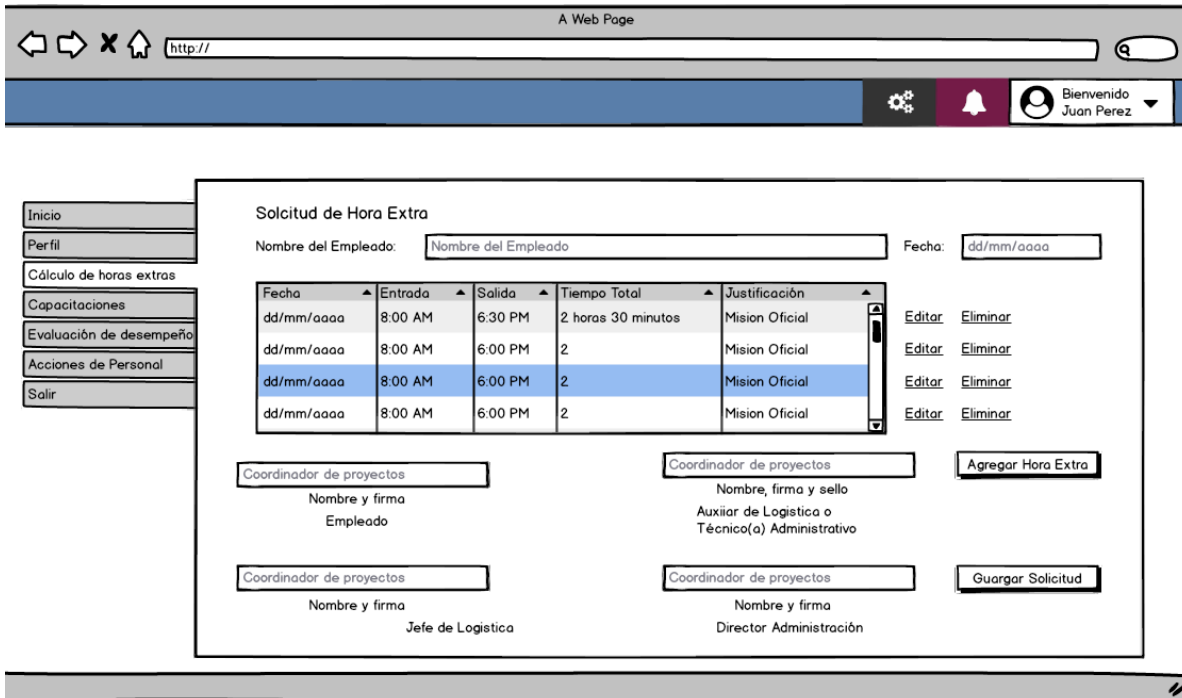 A Web Page
http://
Bienvenido
Juan Perez
Inicio
Perfil
Cálculo de horas extras
Capacitaciones
Evaluación de desempeño
Acciones de Personal
Salir
Solcitud de Hora Extra
Nombre del Empleado: Nombre del Empleado Fecha: dd/mm/aaaa
Fecha Entrada Salida Tiempo Total Justificación
dd/mm/aaaa 8:00 AM 6:30 PM 2 horas 30 minutos Mision Oficial Editar Eliminar
dd/mm/aaaa 8:00 AM 6:00 PM 2 Mision Oficial Editar Eliminar
dd/mm/aaaa 8:00 AM 6:00 PM 2 Mision Oficial Editar Eliminar
dd/mm/aaaa 8:00 AM 6:00 PM 2 Mision Oficial Editar Eliminar
Coordinador de proyectos
Nombre y firma
Empleado
Coordinador de proyectos
Nombre, firma y sello
Auxiiar de Logistica o
Técnico(a) Administrativo
Agregar Hora Extra
Coordinador de proyectos
Nombre y firma
Jefe de Logistica
Coordinador de proyectos
Nombre y firma
Director Administración
Guargar Solicitud